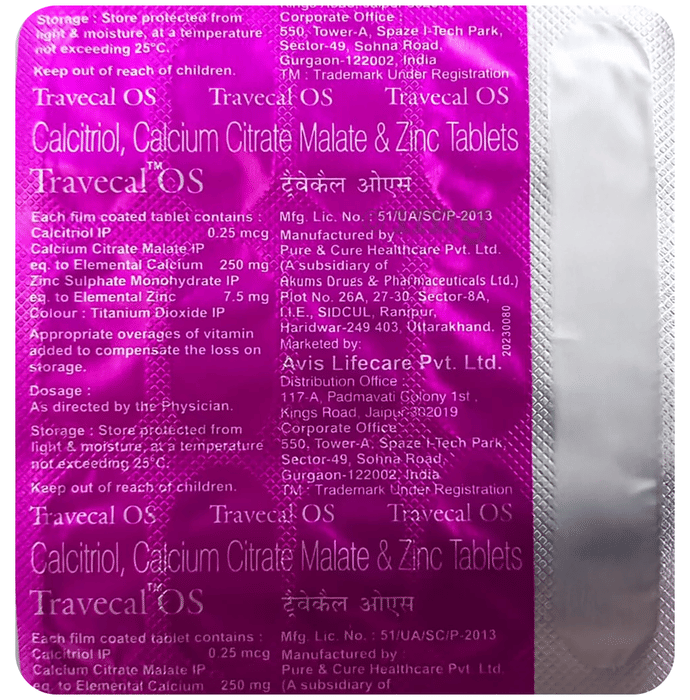 Storage : Store protected from
light & moisture, at a temperature
not exceeding 25°C.
Keep out of reach of children.
Corporate Office
550, Tower-A, Spaze I-Tech Park,
Sector-49, Sohna Road,
Gurgaon-122002, India
TM : Trademark Under Registration
Travecal OS Travecal OS Travecal OS
Calcitriol, Calcium Citrate Malate & Zinc Tablets
Travecal™OS ट्रैवेकैल ओएस
Each film coated tablet contains :
Calcitriol IP 0.25 mcg
Calcium Citrate Malate IP
eq. to Elemental Calcium 250 mg
Zinc Sulphate Monohydrate IP
eq. to Elemental Zinc 7.5 mg
Colour : Titanium Dioxide IP
Appropriate overages of vitamin
added to compensate the loss on
storage.
Dosage :
As directed by the Physician.
Storage : Store protected from
light & moisture, at a temperature
not exceeding 25°C.
Keep out of reach of children.
Mfg. Lic. No. : 51/UA/SC/P-2013
Manufactured by
Pure & Cure Healthcare Pvt. Ltd.
(A subsidiary of
Akums Drugs & Pharmaceuticals Ltd.)
Plot No. 26A, 27-30, Sector-8A,
I.I.E., SIDCUL, Ranipur,
Haridwar-249 403, Uttarakhand.
Marketed by:
Avis Lifecare Pvt. Ltd.
Distribution Office :
117-A, Padmavati Colony 1st ,
Kings Road, Jaipur-302019
Corporate Office :
550, Tower-A, Spaze I-Tech Park,
Sector-49, Sohna Road,
Gurgaon-122002, India
TM : Trademark Under Registration
20230080
Travecal OS Travecal OS Travecal OS
Calcitriol, Calcium Citrate Malate & Zinc Tablets
Travecal™OS ट्रैवेकैल ओएस
Each film coated tablet contains :
Calcitriol IP 0.25 mcg
Calcium Citrate Malate IP
eq. to Elemental Calcium 250 mg
Mfg. Lic. No. : 51/UA/SC/P-2013
Manufactured by :
Pure & Cure Healthcare Pvt. Ltd.
(A subsidiary of